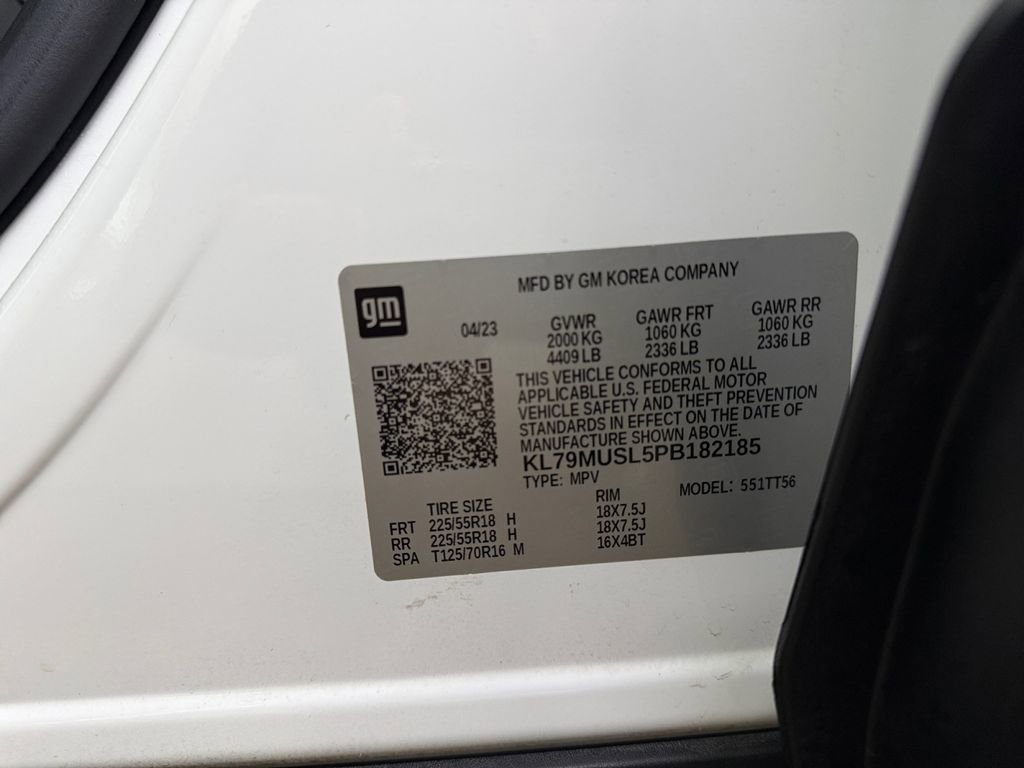 MFD BY GM KOREA COMPANY
gm
04/23
GVWR GAWR FRT GAWR RR
2000 KG 1060 KG 1060 KG
4409 LB 2336 LB 2336 LB
THIS VEHICLE CONFORMS TO ALL
APPLICABLE U.S. FEDERAL MOTOR
VEHICLE SAFETY AND THEFT PREVENTION
STANDARDS IN EFFECT ON THE DATE OF
MANUFACTURE SHOWN ABOVE.
KL79MUSL5PB182185
TYPE: MPV MODEL: 551TT56
TIRE SIZE RIM
FRT 225/55R18 H 18X7.5J
RR 225/55R18 H 18X7.5J
SPA T125/70R16 M 16X4BT